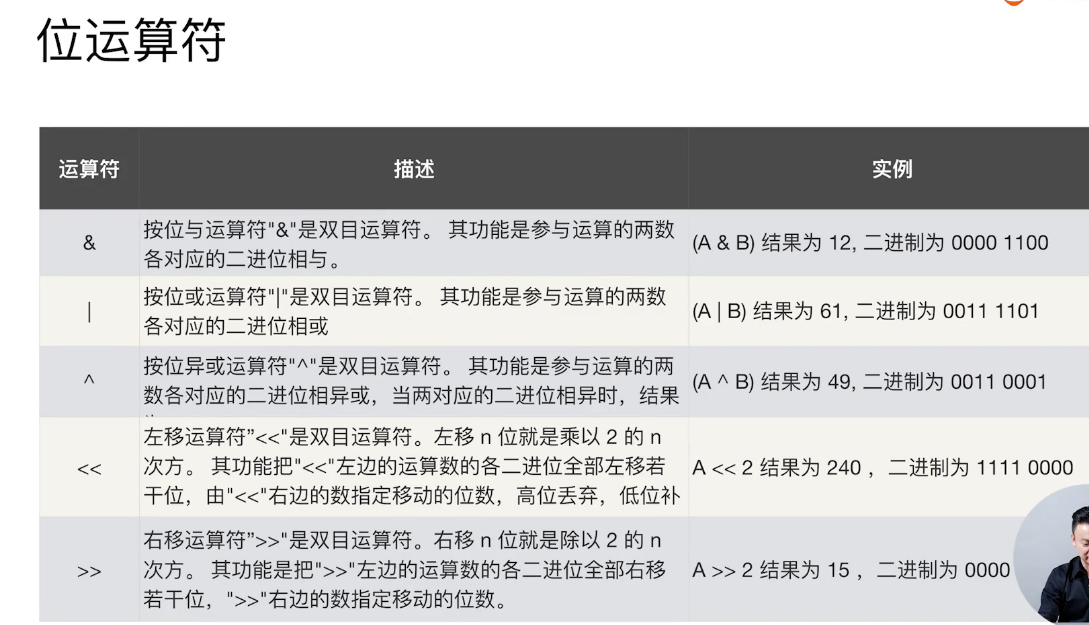 位运算符
运算符 描述 实例
& 按位与运算符"&"是双目运算符。 其功能是参与运算的两数
各对应的二进位相与。
(A & B) 结果为 12, 二进制为 0000 1100
| 按位或运算符"|"是双目运算符。 其功能是参与运算的两数
各对应的二进位相或
(A | B) 结果为 61, 二进制为 0011 1101
^ 按位异或运算符"^"是双目运算符。 其功能是参与运算的两
数各对应的二进位相异或，当两对应的二进位相异时，结果
(A ^ B) 结果为 49, 二进制为 0011 0001
<< 左移运算符”<<"是双目运算符。左移 n 位就是乘以 2 的 n
次方。 其功能把"<<"左边的运算数的各二进位全部左移若
干位，由"<<"右边的数指定移动的位数，高位丢弃，低位补
A << 2 结果为 240 ，二进制为 1111 0000
>> 右移运算符”>>"是双目运算符。右移 n 位就是除以 2 的 n
次方。 其功能是把">>"左边的运算数的各二进位全部右移
若干位，">>"右边的数指定移动的位数。
A >> 2 结果为 15 ，二进制为 0000